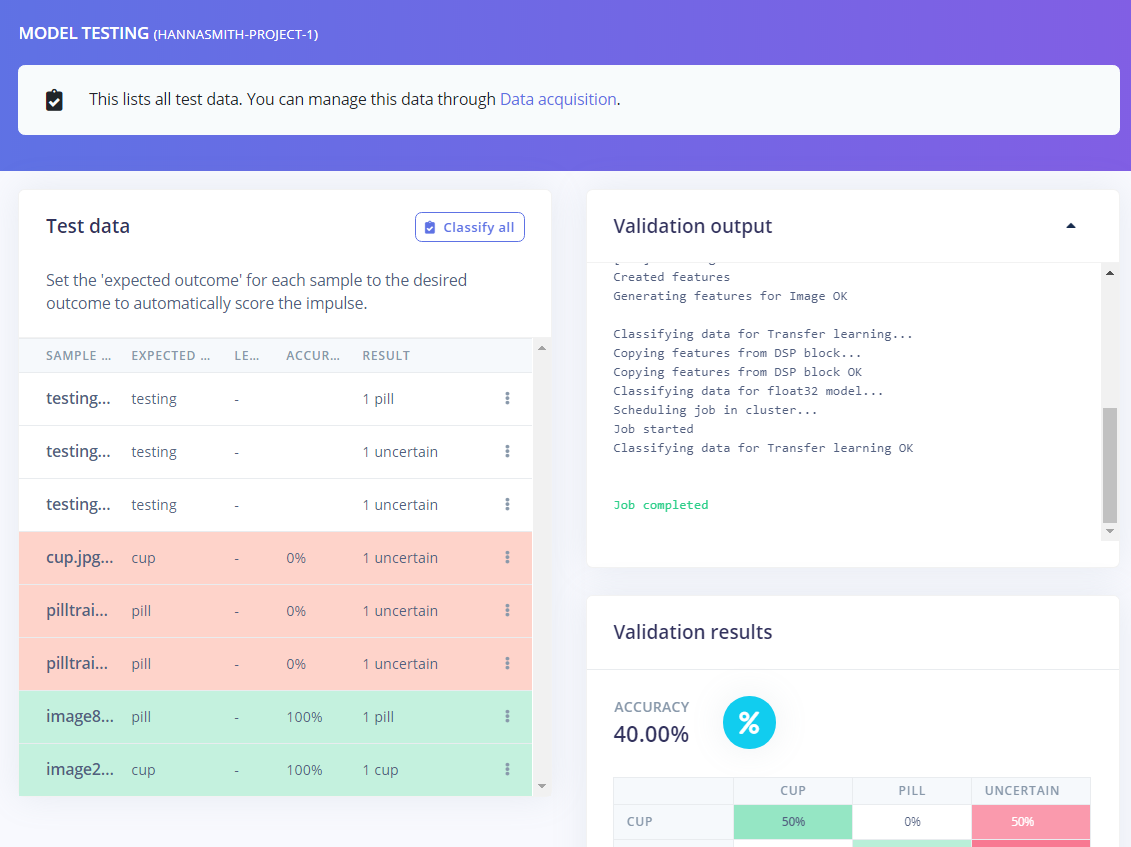 MODEL TESTING (HANNASMITH-PROJECT-1)
This lists all test data. You can manage this data through Data acquisition.
Test data
Classify all
Set the 'expected outcome' for each sample to the desired
outcome to automatically score the impulse.
SAMPLE ... EXPECTED ... LE... ACCUR... RESULT
testing... testing - 1 pill
testing... testing - 1 uncertain
testing... testing - 1 uncertain
cup.jpg... cup - 0% 1 uncertain
pilltrai... pill - 0% 1 uncertain
pilltrai... pill - 0% 1 uncertain
image8... pill - 100% 1 pill
image2... cup - 100% 1 cup
Validation output
Created features
Generating features for Image OK
Classifying data for Transfer learning...
Copying features from DSP block...
Copying features from DSP block OK
Classifying data for float32 model...
Scheduling job in cluster...
Job started
Classifying data for Transfer learning OK
Job completed
Validation results
ACCURACY
40.00%
%
CUP PILL UNCERTAIN
CUP 50% 0% 50%